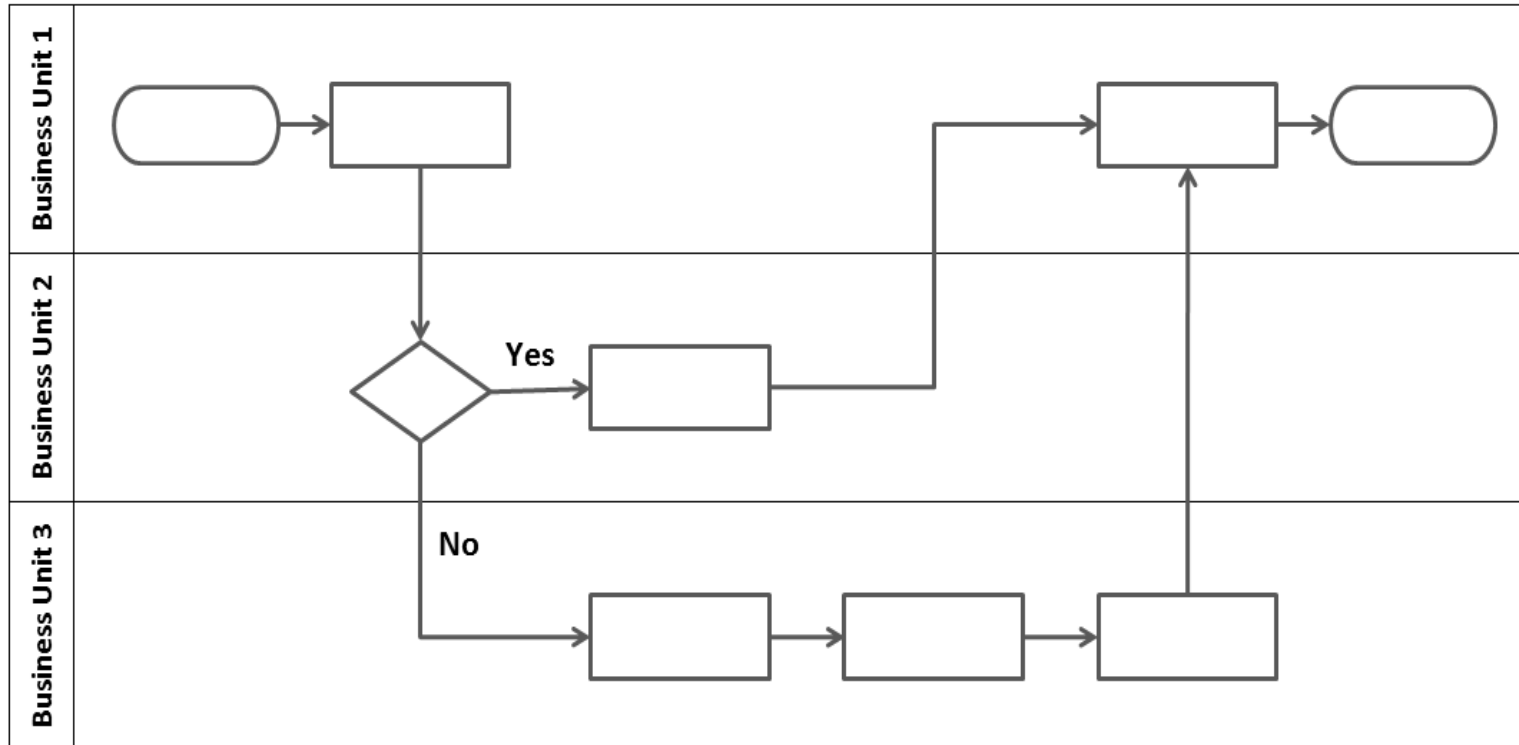 Business Unit 1
Business Unit 2
Yes
Business Unit 3
No